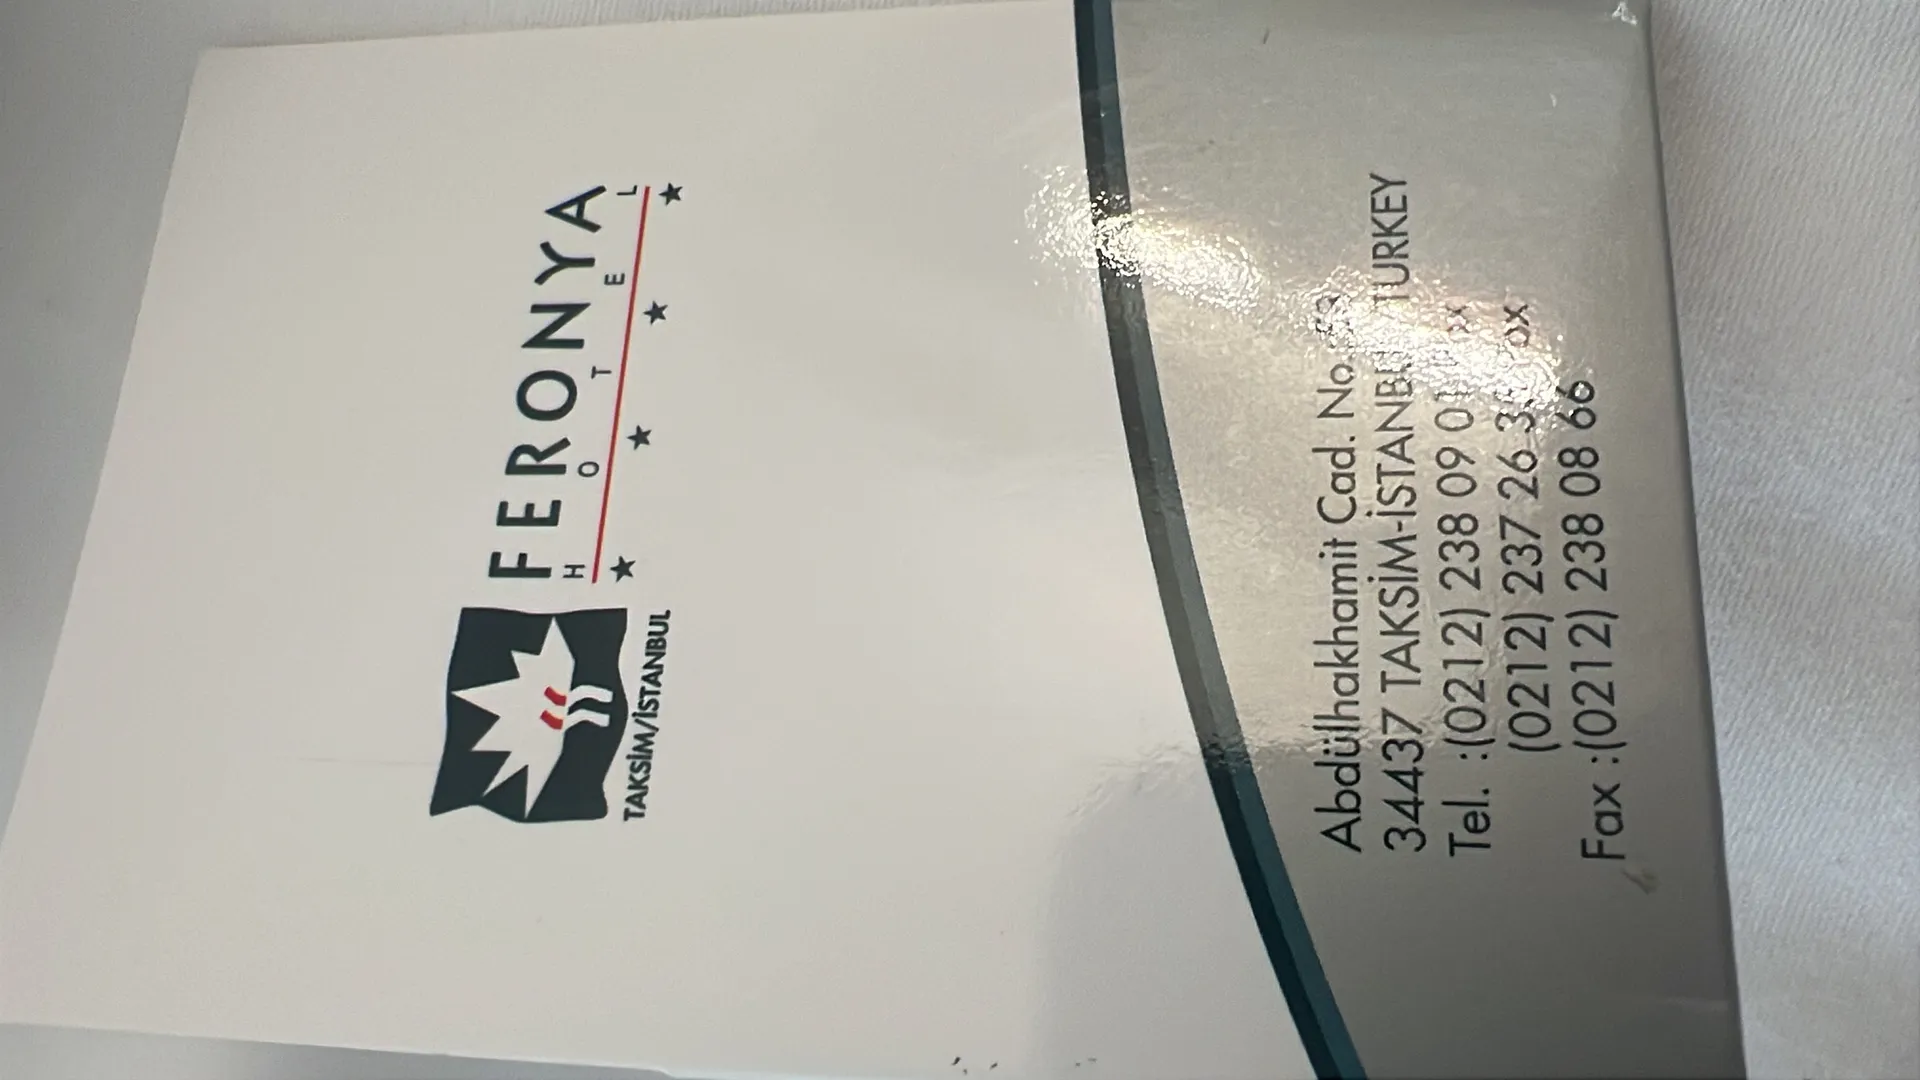 FERONYA
HOTEL
TAKSİM/İSTANBUL
Abdülhakhamit Cad. No.
34437 TAKSİM-İSTANBUL TURKEY
Tel. :(0212) 238 09 01
(0212) 237 26
Fax :(0212) 238 08 66